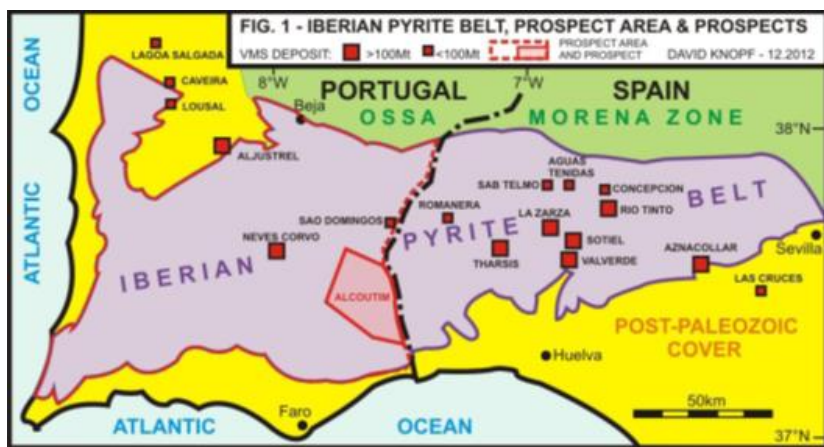 FIG. 1 - IBERIAN PYRITE BELT, PROSPECT AREA & PROSPECTS
VMS DEPOSIT: >100Mt <100Mt PROSPECT AREA AND PROSPECT DAVID KNOPF - 12.2012
OCEAN
LAGOA SALGADA
CAVEIRA
LOUSAL
8°W
7°W
Beja
PORTUGAL
SPAIN
OSSA
MORENA ZONE
38°N
ALJUSTREL
AGUAS
TENIDAS
SAB TELMO
CONCEPCION
BELT
ROMANERA
LA ZARZA
RIO TINTO
SAO DOMINGOS
PYRITE
ATLANTIC
NEVES CORVO
SOTIEL
Sevilla
THARSIS
VALVERDE
AZNACOLLAR
IBERIAN
ALCOUTIM
LAS CRUCES
POST-PALEOZOIC
COVER
Huelva
Faro
50km
ATLANTIC
OCEAN
37°N